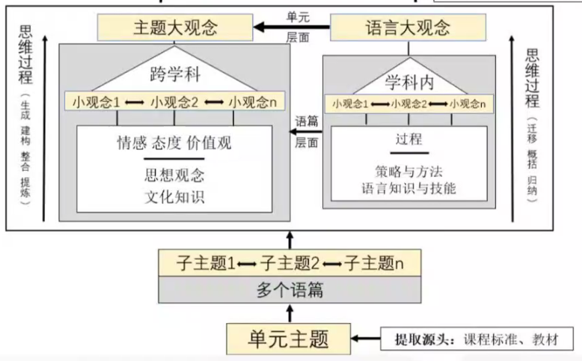 主题大观念
单元
层面
语言大观念
思维过程
（生成 建构 整合 提炼）
跨学科
小观念1 小观念2 小观念n
情感 态度 价值观
思想观念
文化知识
语篇
层面
学科内
小观念1 小观念2 小观念n
过程
策略与方法
语言知识与技能
思维过程
（迁移 概括 归纳）
子主题1 子主题2 子主题n
多个语篇
单元主题
提取源头：课程标准、教材